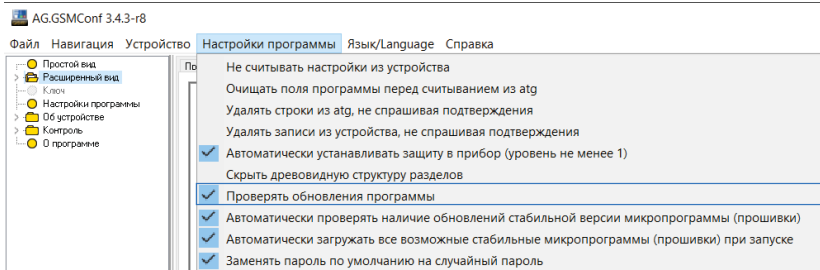 AG.GSMConf 3.4.3-r8
Файл Навигация Устройство Настройки программы Язык/Language Справка
Простой вид
Расширенный вид
Ключ
Настройки программы
Об устройстве
Контроль
О программе
Не считывать настройки из устройства
Очищать поля программы перед считыванием из atg
Удалять строки из atg, не спрашивая подтверждения
Удалять записи из устройства, не спрашивая подтверждения
Автоматически устанавливать защиту в прибор (уровень не менее 1)
Скрыть древовидную структуру разделов
Проверять обновления программы
Автоматически проверять наличие обновлений стабильной версии микропрограммы (прошивки)
Автоматически загружать все возможные стабильные микропрограммы (прошивки) при запуске
Заменять пароль по умолчанию на случайный пароль